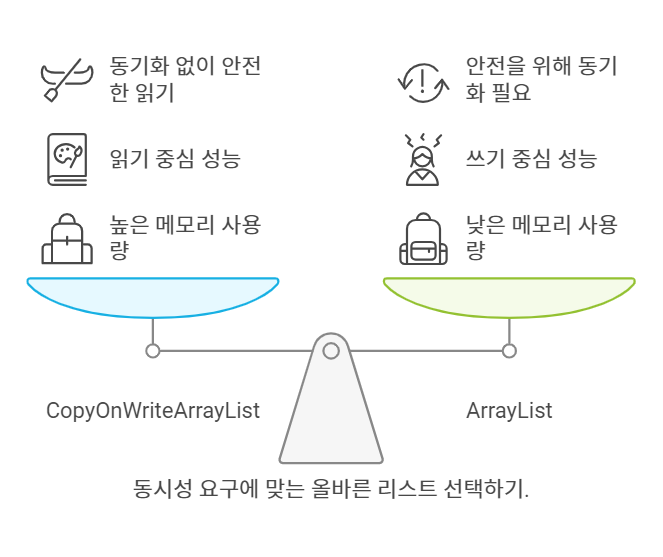 동기화 없이 안전
한 읽기
읽기 중심 성능
높은 메모리 사용
량
안전을 위해 동기
화 필요
쓰기 중심 성능
낮은 메모리 사용
량
CopyOnWriteArrayList
ArrayList
동시성 요구에 맞는 올바른 리스트 선택하기.